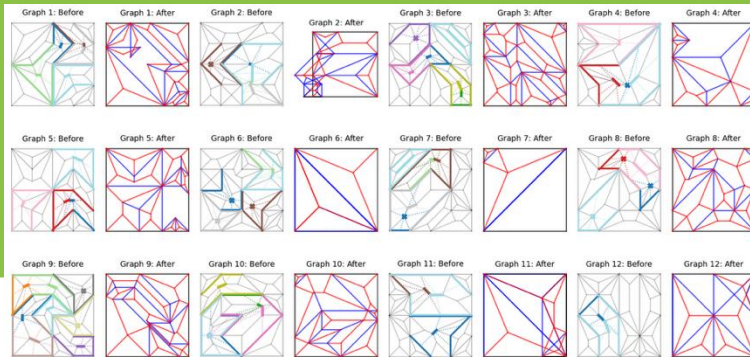 Graph 1: Before Graph 1: After Graph 2: Before Graph 2: After Graph 3: Before Graph 3: After Graph 4: Before Graph 4: After
Graph 5: Before Graph 5: After Graph 6: Before Graph 6: After Graph 7: Before Graph 7: After Graph 8: Before Graph 8: After
Graph 9: Before Graph 9: After Graph 10: Before Graph 10: After Graph 11: Before Graph 11: After Graph 12: Before Graph 12: After